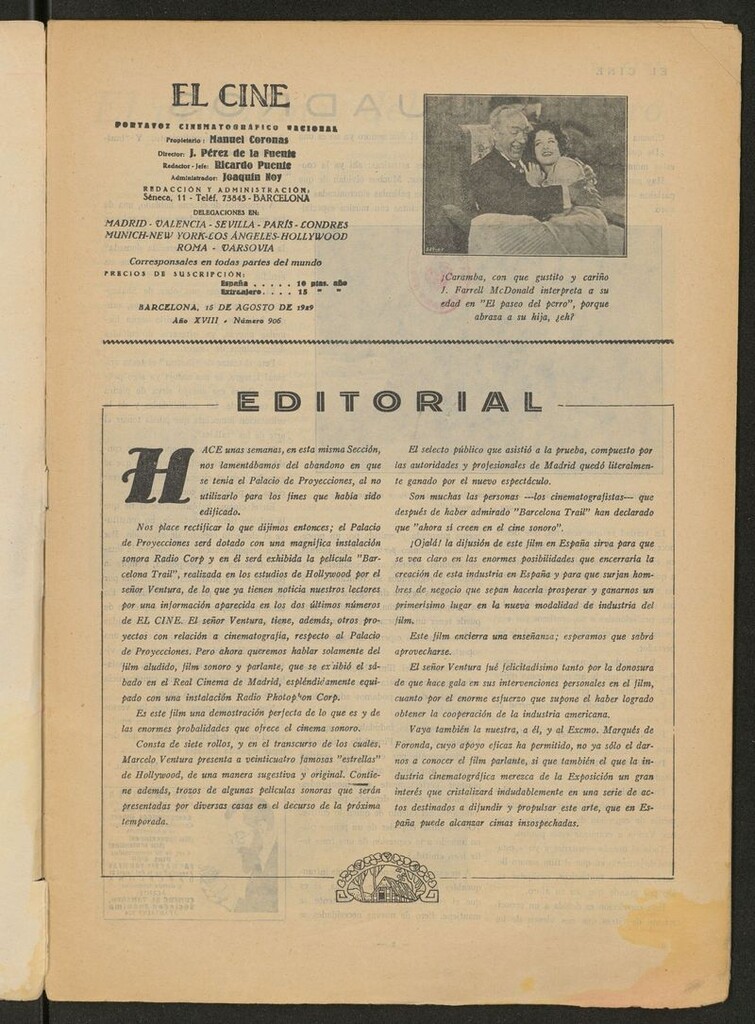 EL CINE
PORTAVOZ CINEMATOGRÁFICO NACIONAL
Propietario: Manuel Coronas
Director: J. Pérez de la Fuente
Redactor-Jefe: Ricardo Puente
Administrador: Joaquín Noy
REDACCIÓN Y ADMINISTRACIÓN:
Séneca, 11 - Teléf. 73843 - BARCELONA
DELEGACIONES EN:
MADRID - VALENCIA - SEVILLA - PARÍS - LONDRES
MUNICH-NEW YORK-LOS ÁNGELES-HOLLYWOOD
ROMA - VARSOVIA
Corresponsales en todas partes del mundo
PRECIOS DE SUSCRIPCIÓN:
España . . . . . 10 ptas. año
Extranjero. . . . 15 " "
BARCELONA, 15 DE AGOSTO DE 1929
Año XVIII - Número 906
¡Caramba, con que gustito y cariño
J. Farrell McDonald interpreta a su
edad en "El paseo del perro", porque
abraza a su hija, ¿eh?
EDITORIAL
HACE unas semanas, en esta misma Sección,
nos lamentábamos del abandono en que
se tenía el Palacio de Proyecciones, al no
utilizarlo para los fines que había sido
edificado.
Nos place rectificar lo que dijimos entonces; el Palacio
de Proyecciones será dotado con una magnífica instalación
sonora Radio Corp y en él será exhibida la película "Bar-
celona Trail", realizada en los estudios de Hollywood por el
señor Ventura, de lo que ya tienen noticia nuestros lectores
por una información aparecida en los dos últimos números
de EL CINE. El señor Ventura, tiene, además, otros pro-
yectos con relación a cinematografía, respecto al Palacio
de Proyecciones. Pero ahora queremos hablar solamente del
film aludido, film sonoro y parlante, que se exhibió el sá-
bado en el Real Cinema de Madrid, espléndidamente equi-
pado con una instalación Radio Photophon Corp.
Es este film una demostración perfecta de lo que es y de
las enormes probalidades que ofrece el cinema sonoro.
Consta de siete rollos, y en el transcurso de los cuales,
Marcelo Ventura presenta a veinticuatro famosas "estrellas"
de Hollywood, de una manera sugestiva y original. Contie-
ne además, trozos de algunas películas sonoras que serán
presentadas por diversas casas en el decurso de la próxima
temporada.
El selecto público que asistió a la prueba, compuesto por
las autoridades y profesionales de Madrid quedó literalmen-
te ganado por el nuevo espectáculo.
Son muchas las personas —los cinematografistas— que
después de haber admirado "Barcelona Trail" han declarado
que "ahora sí creen en el cine sonoro".
¡Ojalá! la difusión de este film en España sirva para que
se vea claro en las enormes posibilidades que encerraría la
creación de esta industria en España y para que surjan hom-
bres de negocio que sepan hacerla prosperar y ganarnos un
primerísimo lugar en la nueva modalidad de industria del
film.
Este film encierra una enseñanza; esperamos que sabrá
aprovecharse.
El señor Ventura fué felicitadísimo tanto por la donosura
de que hace gala en sus invenciones personales en el film,
cuanto por el enorme esfuerzo que supone el haber logrado
obtener la cooperación de la industria americana.
Vaya también la nuestra, a él, y al Excmo. Marqués de
Foronda, cuyo apoyo eficaz ha permitido, no ya sólo el dar-
nos a conocer el film parlante, si que también el que la in-
dustria cinematográfica merezca de la Exposición un gran
interés que cristalizará indudablemente en una serie de ac-
tos destinados a difundir y propulsar este arte, que en Es-
paña puede alcanzar cimas insospechadas.